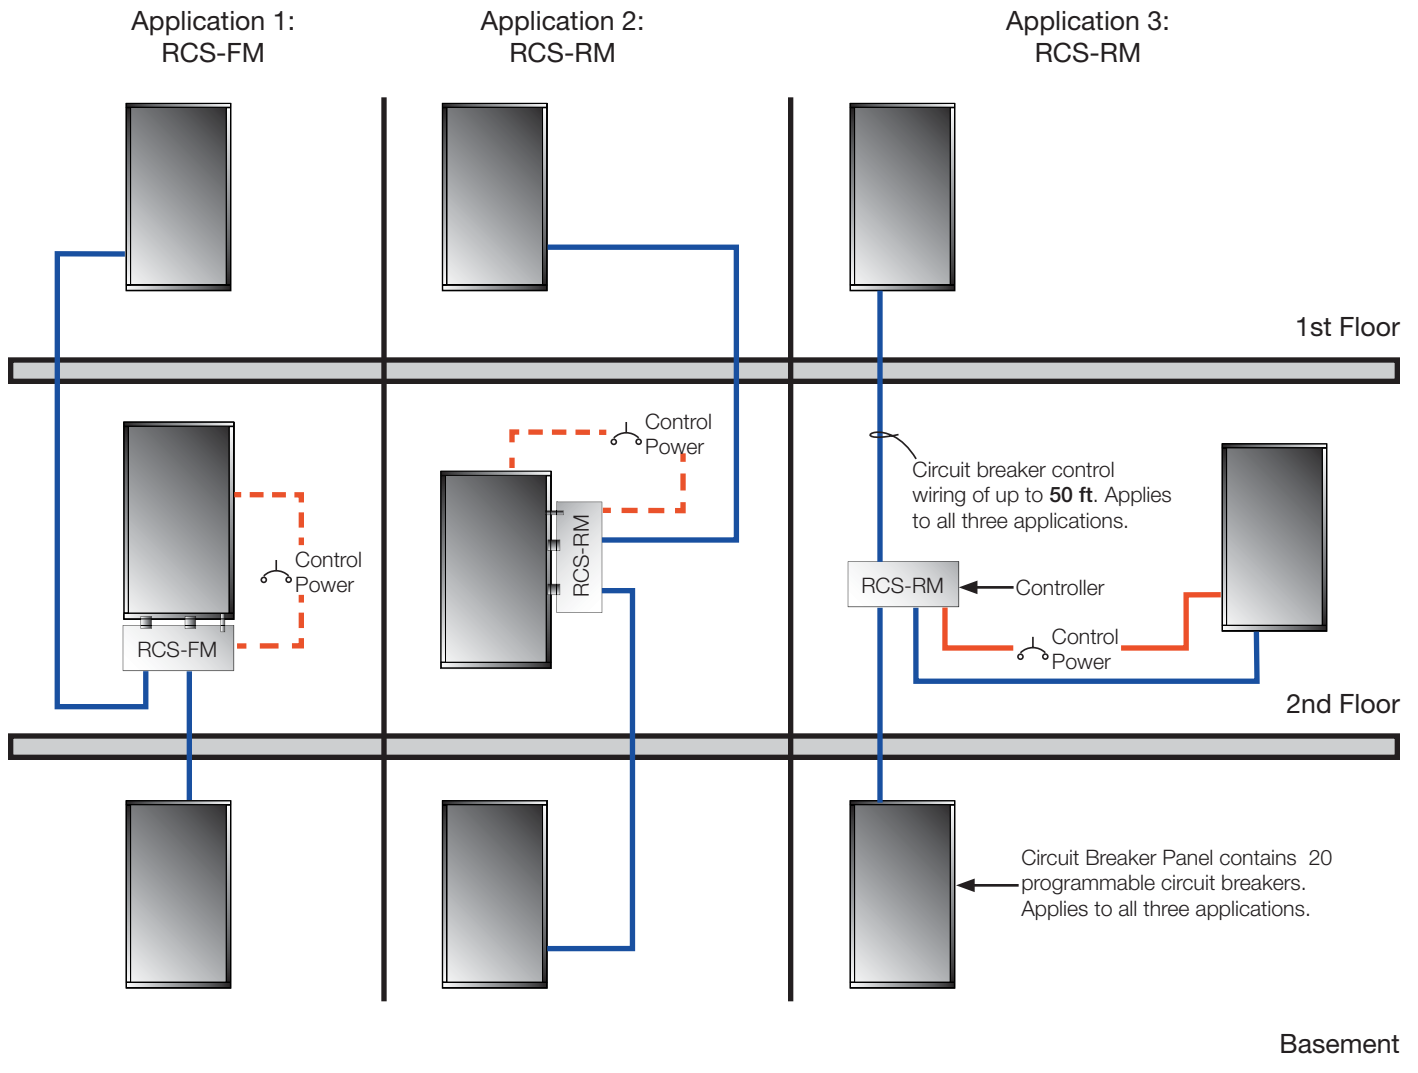 Application 1:
RCS-FM
Application 2:
RCS-RM
Application 3:
RCS-RM
1st Floor
Control
Power
RCS-FM
Control
Power
RCS-RM
Circuit breaker control
wiring of up to 50 ft. Applies
to all three applications.
RCS-RM
Controller
Control
Power
2nd Floor
Circuit Breaker Panel contains 20
programmable circuit breakers.
Applies to all three applications.
Basement